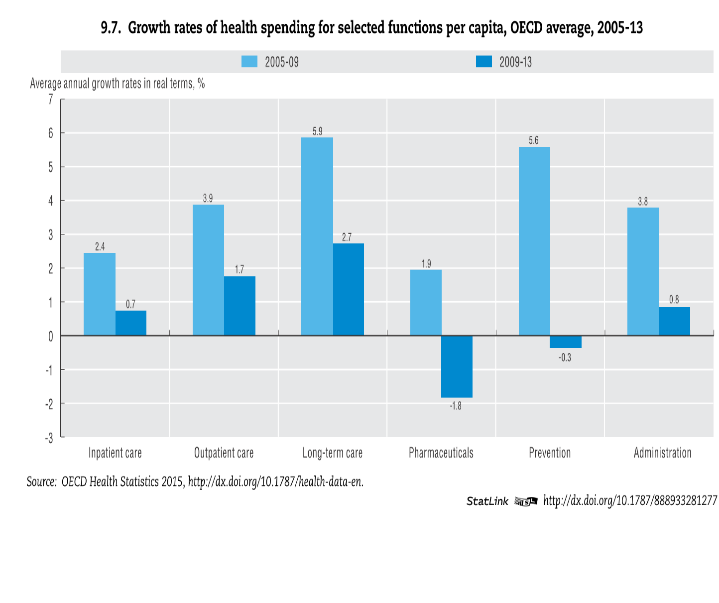 9.7. Growth rates of health spending for selected functions per capita, OECD average, 2005-13
2005-09 2009-13
Average annual growth rates in real terms, %
7
6
5
4
3
2
1
0
-1
-2
-3
2.4 0.7 3.9 1.7 5.9 2.7 1.9 -1.8 5.6 -0.3 3.8 0.8
Inpatient care Outpatient care Long-term care Pharmaceuticals Prevention Administration
Source: OECD Health Statistics 2015, http://dx.doi.org/10.1787/health-data-en.
StatLink http://dx.doi.org/10.1787/888933281277